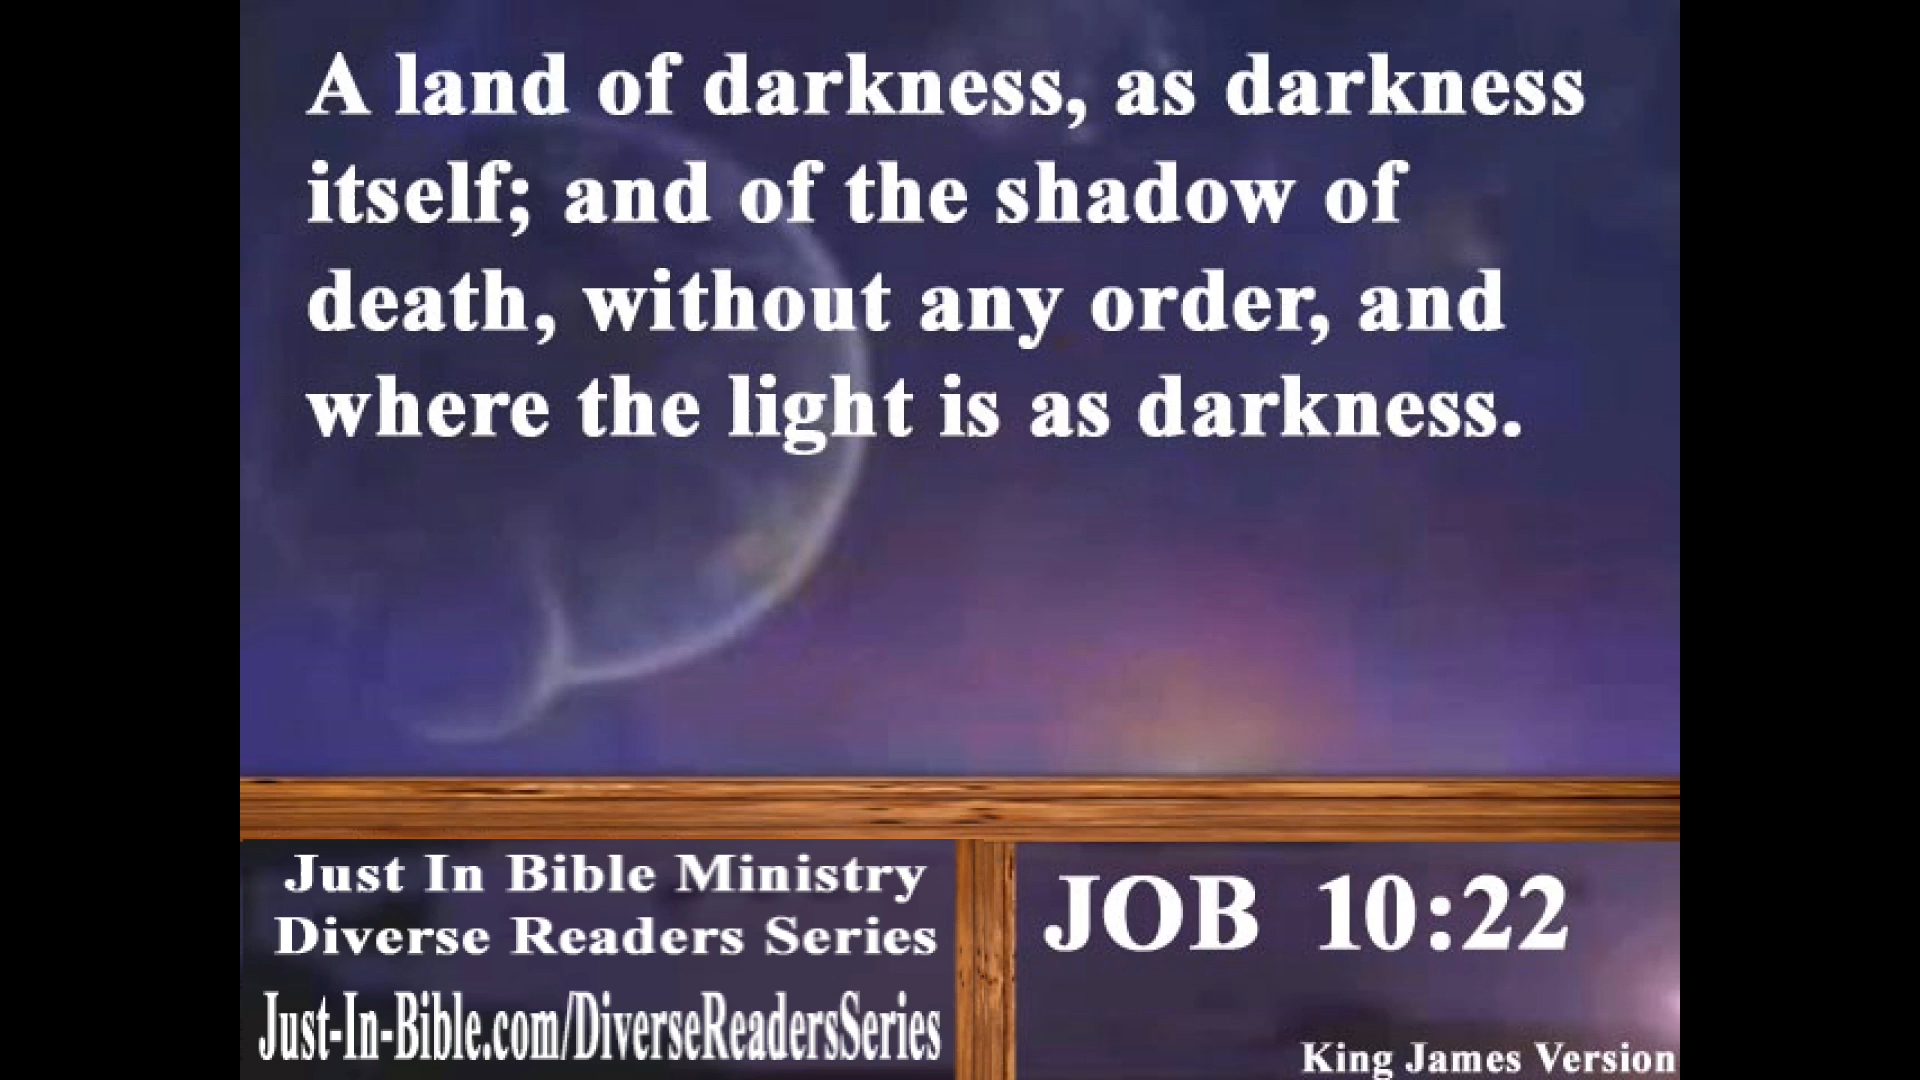 A land of darkness, as darkness
itself; and of the shadow of
death, without any order, and
where the light is as darkness.
Just In Bible Ministry
Diverse Readers Series
Just-In-Bible.com/DiverseReadersSeries
JOB 10:22
King James Version